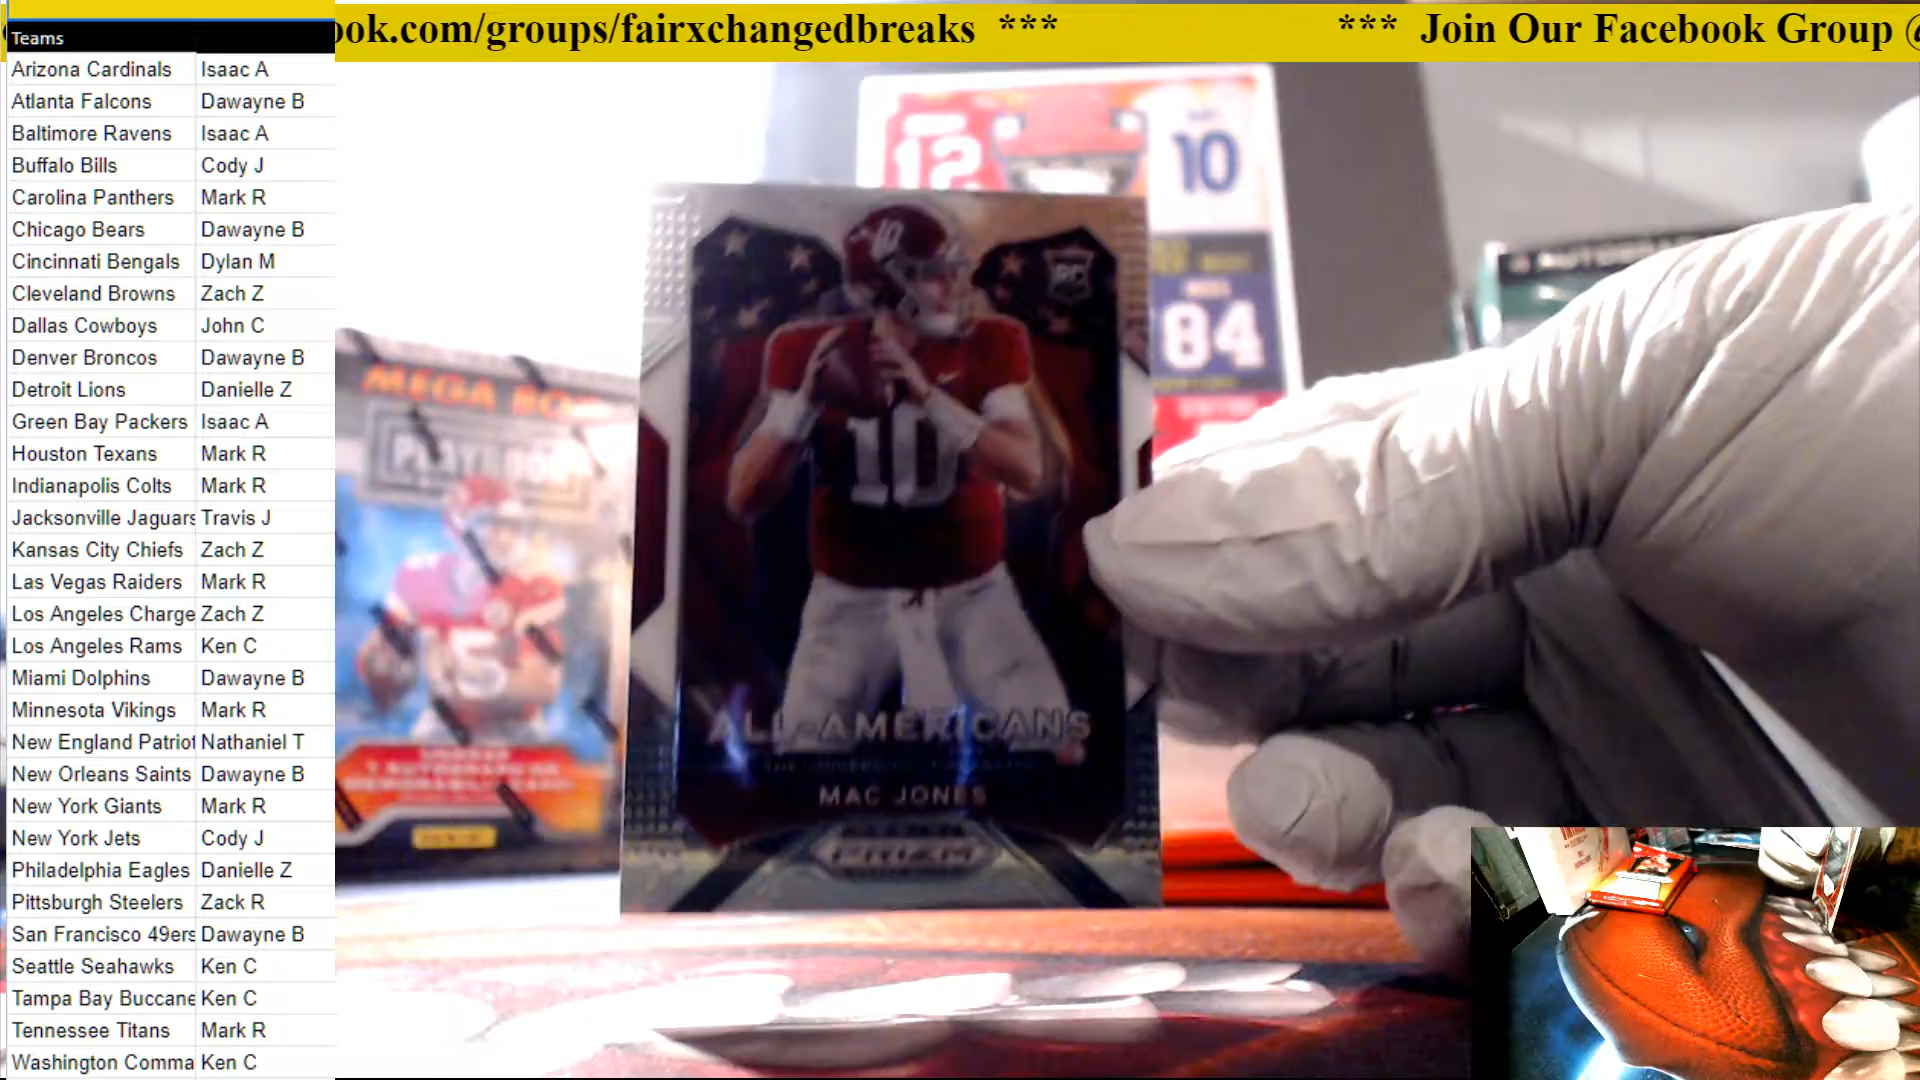 ok.com/groups/fairxchangedbreaks *** *** Join Our Facebook Group @
Teams
Arizona Cardinals Isaac A
Atlanta Falcons Dawayne B
Baltimore Ravens Isaac A
Buffalo Bills Cody J
Carolina Panthers Mark R
Chicago Bears Dawayne B
Cincinnati Bengals Dylan M
Cleveland Browns Zach Z
Dallas Cowboys John C
Denver Broncos Dawayne B
Detroit Lions Danielle Z
Green Bay Packers Isaac A
Houston Texans Mark R
Indianapolis Colts Mark R
Jacksonville Jaguars Travis J
Kansas City Chiefs Zach Z
Las Vegas Raiders Mark R
Los Angeles Charge Zach Z
Los Angeles Rams Ken C
Miami Dolphins Dawayne B
Minnesota Vikings Mark R
New England Patriot Nathaniel T
New Orleans Saints Dawayne B
New York Giants Mark R
New York Jets Cody J
Philadelphia Eagles Danielle Z
Pittsburgh Steelers Zack R
San Francisco 49ers Dawayne B
Seattle Seahawks Ken C
Tampa Bay Buccane Ken C
Tennessee Titans Mark R
Washington Comma Ken C
12
10
84
MEGA BOX
PLAYBOOK
10
RC
10
ALL-AMERICANS
MAC JONES
PRIZM